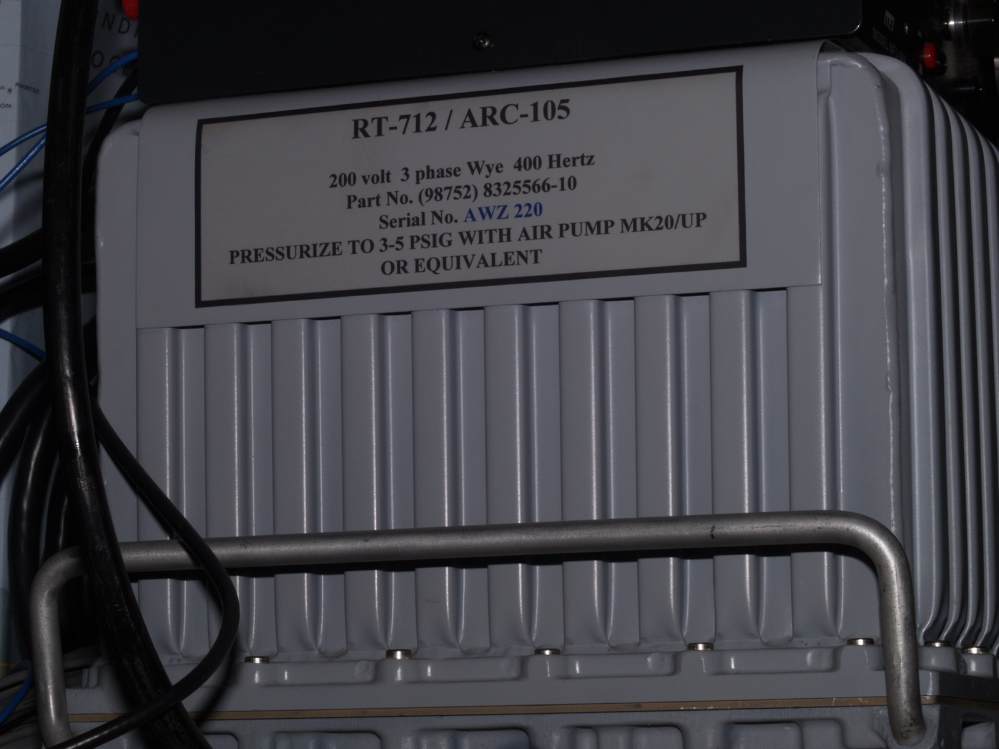 RT-712 / ARC-105
200 volt 3 phase Wye 400 Hertz
Part No. (98752) 8325566-10
Serial No. AWZ 220
PRESSURIZE TO 3-5 PSIG WITH AIR PUMP MK20/UP
OR EQUIVALENT